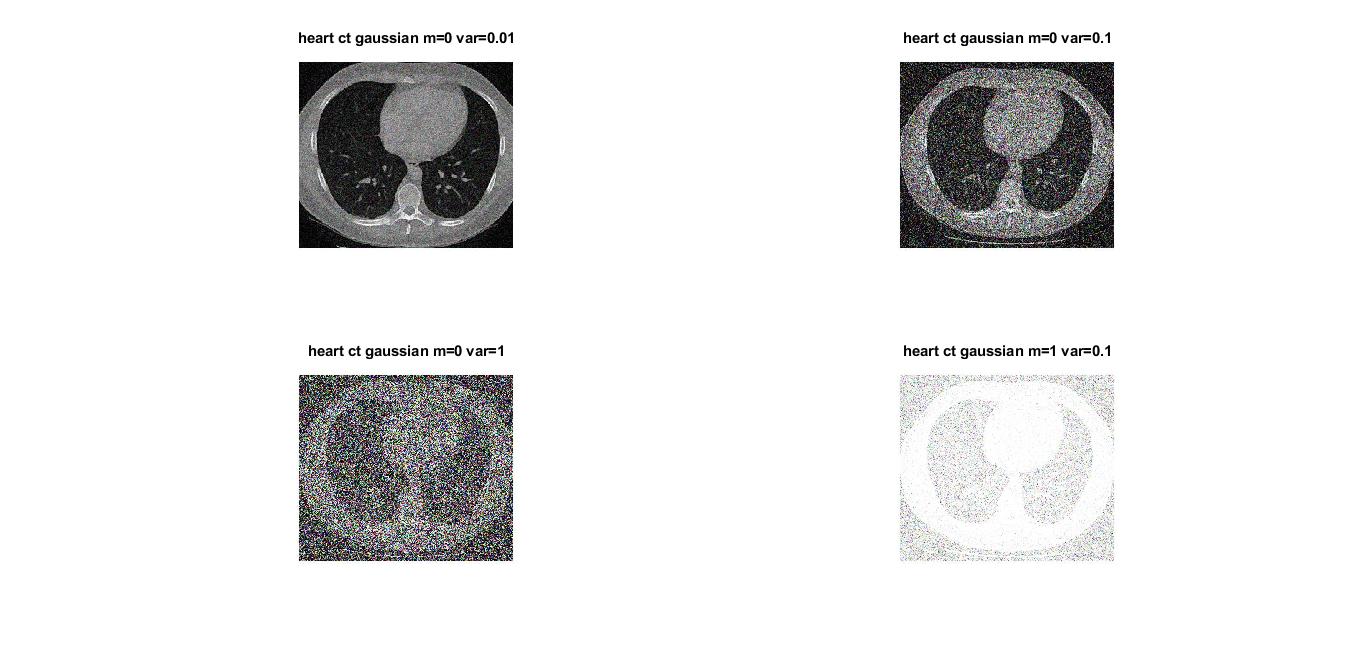 heart ct gaussian m=0 var=0.01
heart ct gaussian m=0 var=0.1
heart ct gaussian m=0 var=1
heart ct gaussian m=1 var=0.1